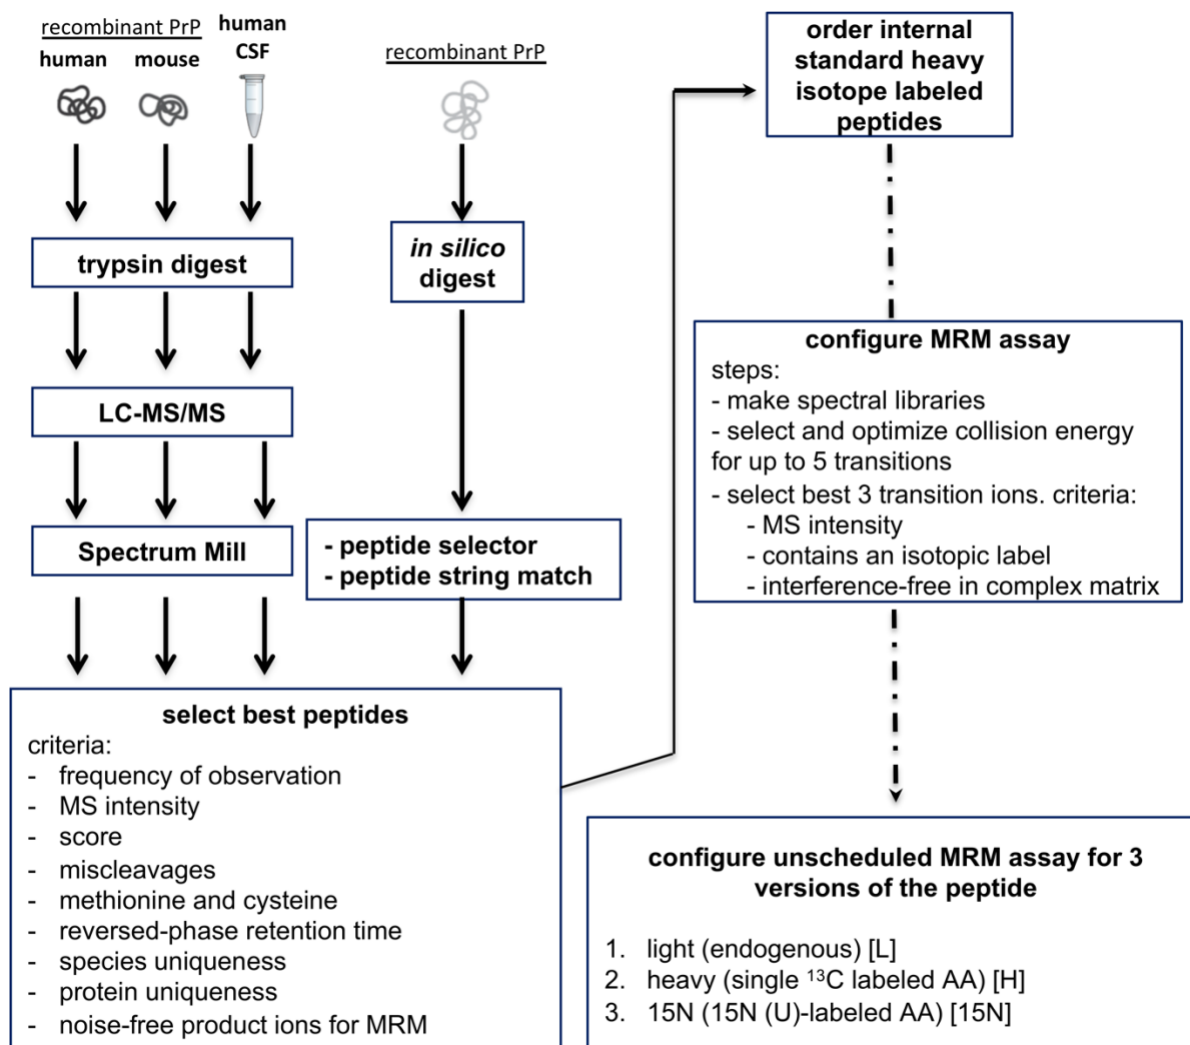 recombinant PrP
human mouse
human
CSF
recombinant PrP
trypsin digest
LC-MS/MS
Spectrum Mill
in silico
digest
- peptide selector
- peptide string match
select best peptides
criteria:
- frequency of observation
- MS intensity
- score
- miscleavages
- methionine and cysteine
- reversed-phase retention time
- species uniqueness
- protein uniqueness
- noise-free product ions for MRM
order internal
standard heavy
isotope labeled
peptides
configure MRM assay
steps:
- make spectral libraries
- select and optimize collision energy
for up to 5 transitions
- select best 3 transition ions. criteria:
- MS intensity
- contains an isotopic label
- interference-free in complex matrix
configure unscheduled MRM assay for 3
versions of the peptide
1. light (endogenous) [L]
2. heavy (single ¹³C labeled AA) [H]
3. 15N (15N (U)-labeled AA) [15N]